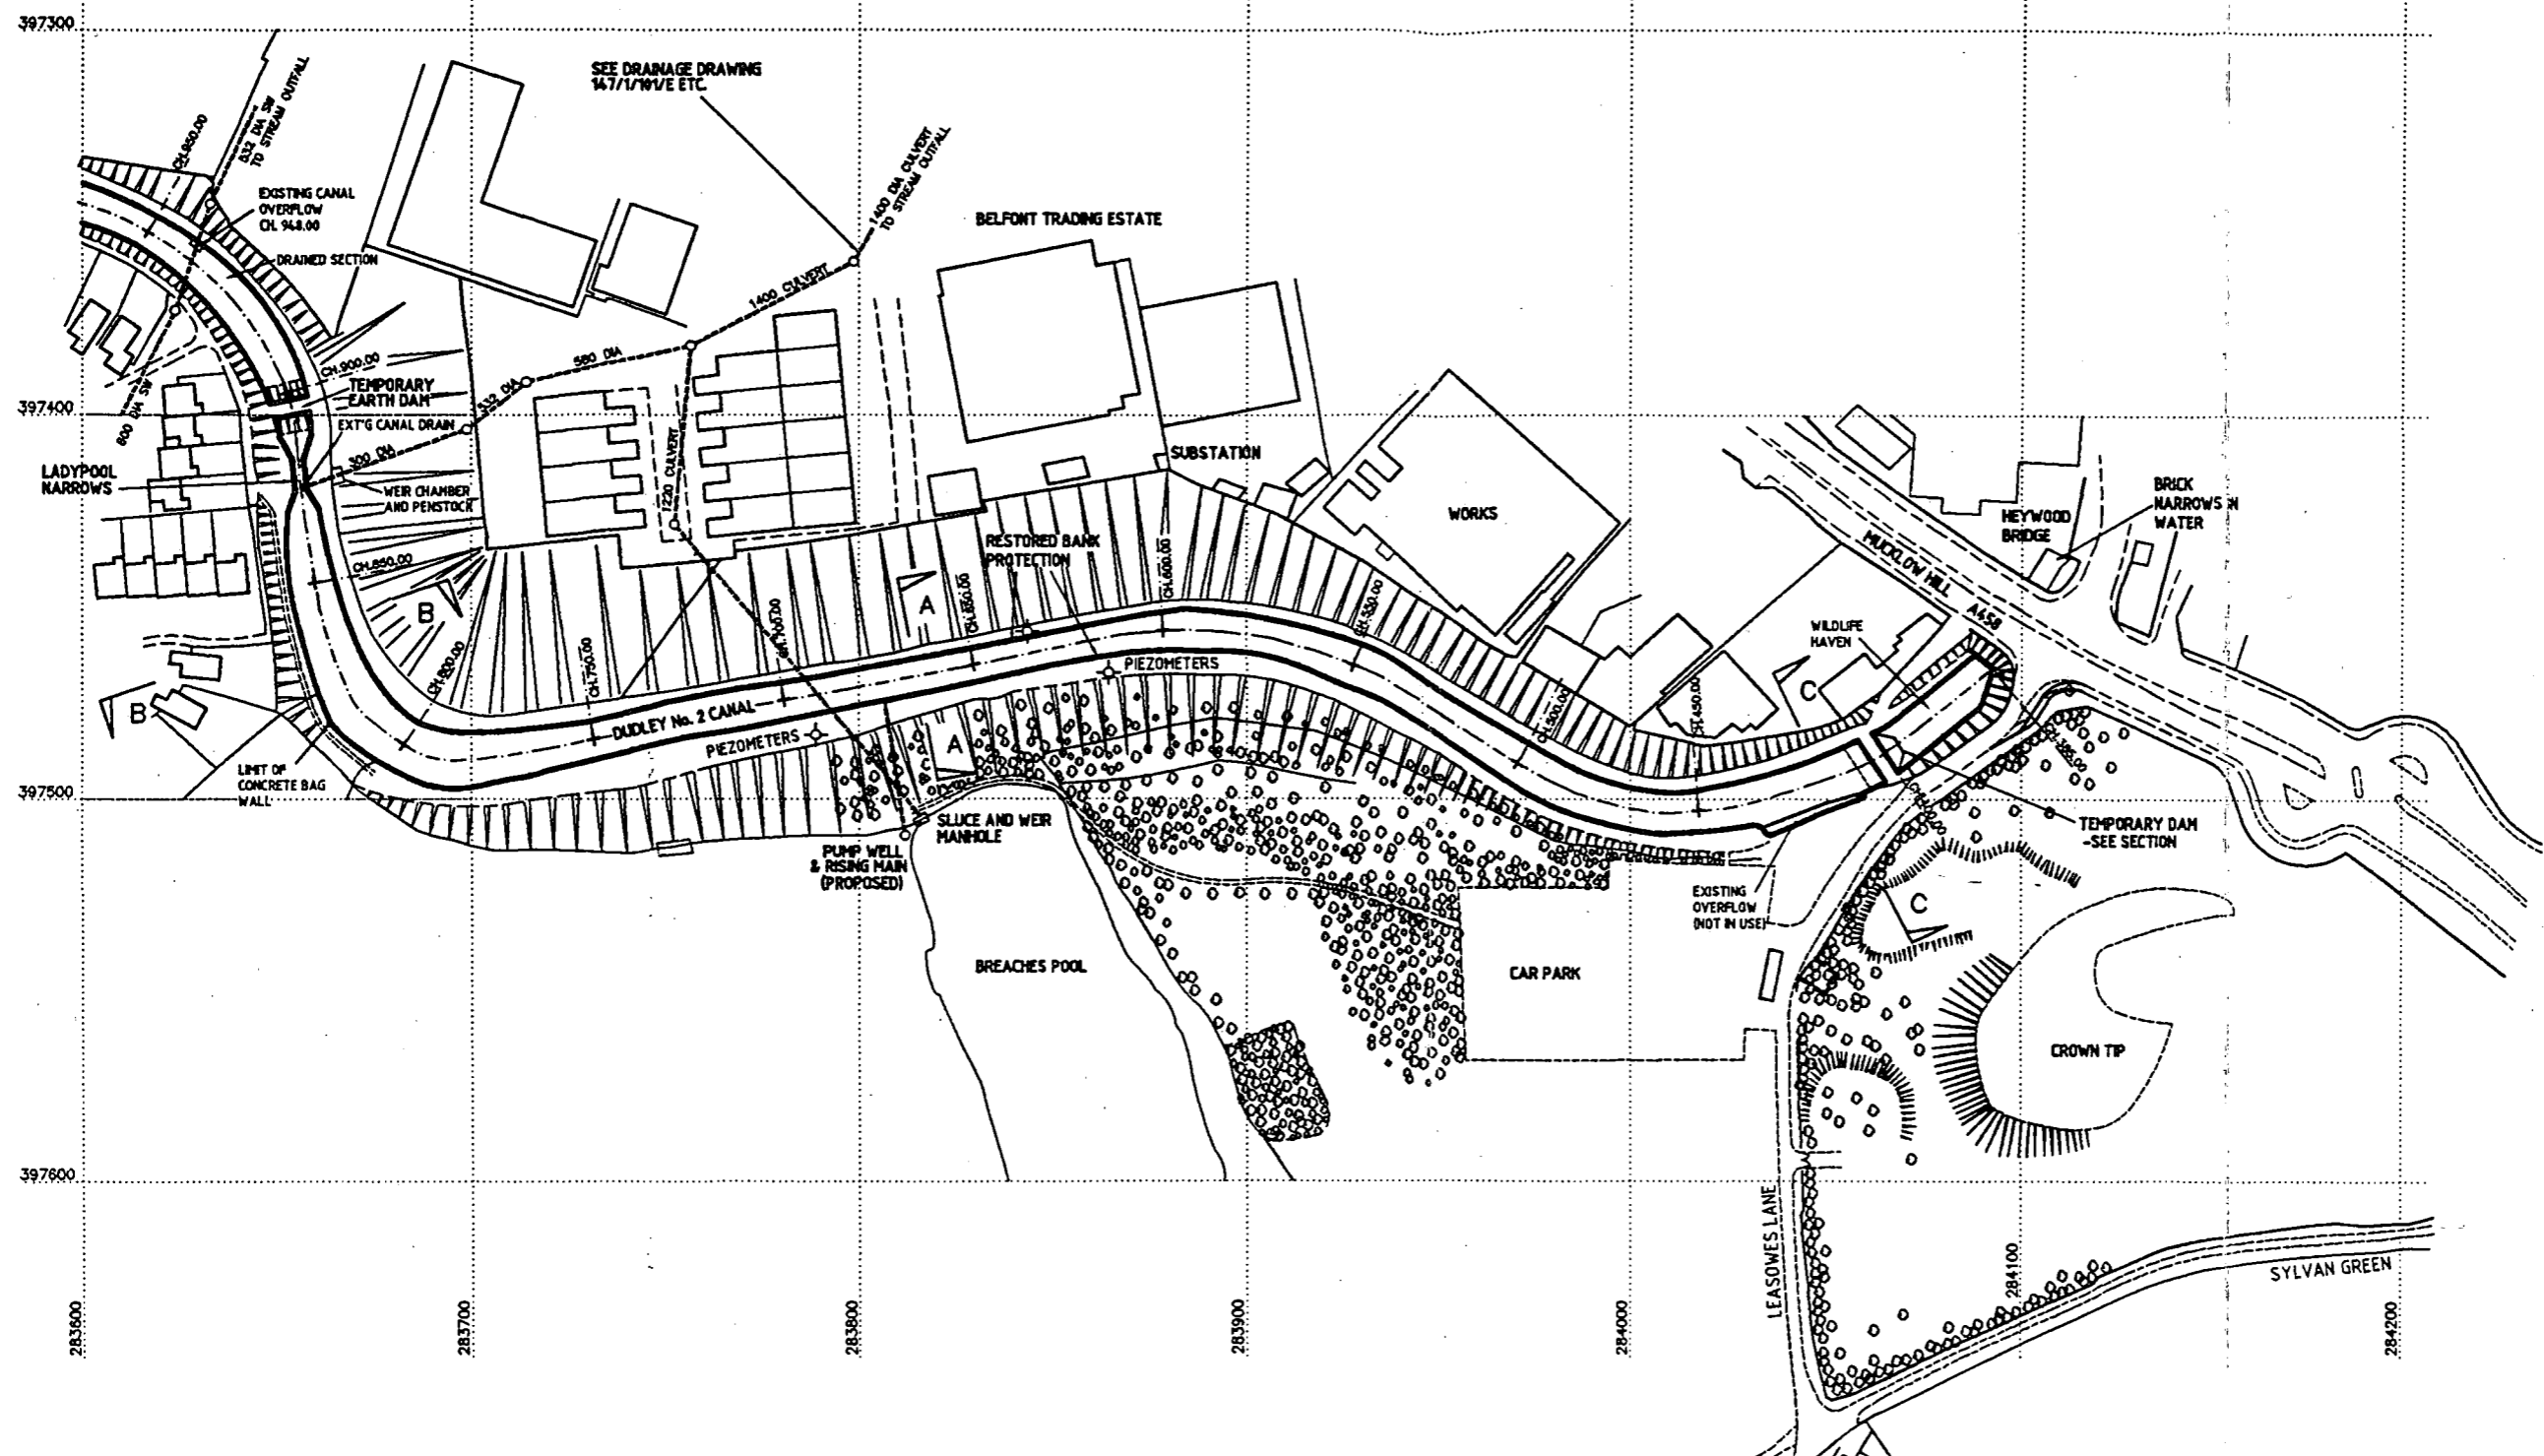 397300
SEE DRAINAGE DRAWING
147/1/101/E ETC.
CH.950.00
832 DIA SW
TO STREAM OUTFALL
EXISTING CANAL
OVERFLOW
CH. 948.00
DRAINED SECTION
1400 DIA CULVERT
TO STREAM OUTFALL
BELFONT TRADING ESTATE
1400 CULVERT
580 DIA
532 DIA
CH.900.00
TEMPORARY
EARTH DAM
397400
800 DIA SW
EXT'G CANAL DRAIN
300 DIA
LADYPOOL
NARROWS
WEIR CHAMBER
AND PENSTOCK
1220 CULVERT
SUBSTATION
WORKS
HEYWOOD
BRIDGE
BRICK
NARROWS IN
WATER
MUCKLOW HILL
A458
RESTORED BANK
PROTECTION
CH.850.00
B
A
CH.800.00
CH.750.00
CH.700.00
CH.650.00
CH.600.00
CH.550.00
CH.500.00
CH.450.00
WILDLIFE
HAVEN
C
PIEZOMETERS
B
DUDLEY No. 2 CANAL
PIEZOMETERS
A
LIMIT OF
CONCRETE BAG
WALL
397500
SLUCE AND WEIR
MANHOLE
PUMP WELL
& RISING MAIN
(PROPOSED)
TEMPORARY DAM
-SEE SECTION
EXISTING
OVERFLOW
(NOT IN USE)
C
BREACHES POOL
CAR PARK
CROWN TIP
397600
LEASOWES LANE
SYLVAN GREEN
283600
283700
283800
283900
284000
284100
284200